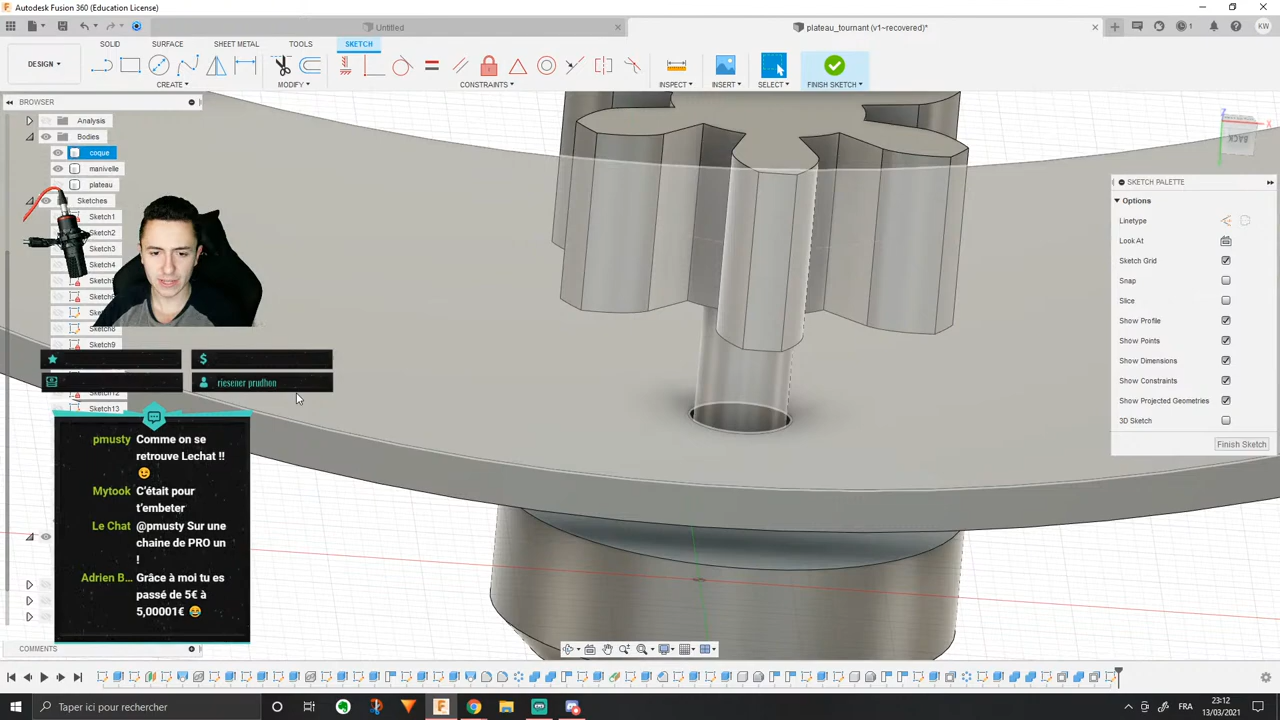 Autodesk Fusion 360 (Education License)
Untitled
plateau_tournant (v1~recovered)*
1
KW
DESIGN
SOLID
SURFACE
SHEET METAL
TOOLS
SKETCH
CREATE
MODIFY
CONSTRAINTS
INSPECT
INSERT
SELECT
FINISH SKETCH
BROWSER
Analysis
Bodies
coque
manivelle
plateau
Sketches
Sketch1
Sketch2
Sketch3
Sketch4
Sketch9
Sketch13
Z
X
BACK
SKETCH PALETTE
Options
Linetype
Look At
Sketch Grid
Snap
Slice
Show Profile
Show Points
Show Dimensions
Show Constraints
Show Projected Geometries
3D Sketch
Finish Sketch
$
riesener prudhon
pmusty Comme on se
retrouve Lechat !!
😉
Mytook C'était pour
t'embeter
Le Chat @pmusty Sur une
chaine de PRO un
!
Adrien B... Grâce à moi tu es
passé de 5€ à
5,00001€ 😂
COMMENTS
Taper ici pour rechercher
FRA
23:12
13/03/2021